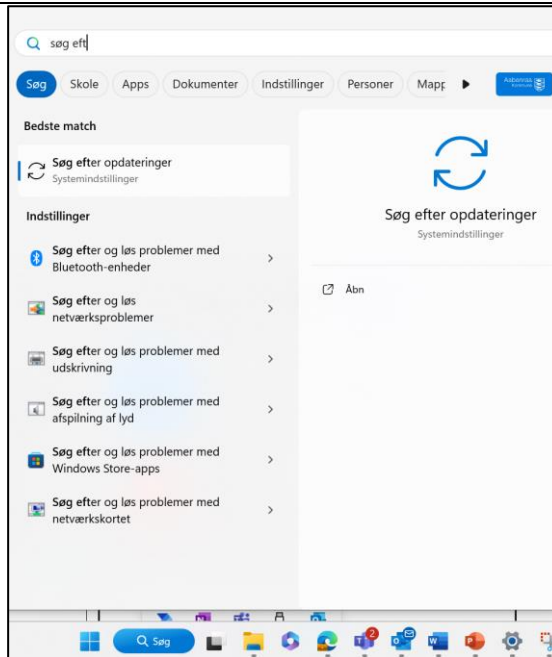 søg eft
Søg Skole Apps Dokumenter Indstillinger Personer Mapp
Aabenraa
Kommune
Bedste match
Søg efter opdateringer
Systemindstillinger
Indstillinger
Søg efter og løs problemer med
Bluetooth-enheder
Søg efter og løs
netværksproblemer
Søg efter og løs problemer med
udskrivning
Søg efter og løs problemer med
afspilning af lyd
Søg efter og løs problemer med
Windows Store-apps
Søg efter og løs problemer med
netværkskortet
Søg efter opdateringer
Systemindstillinger
Åbn
Søg
2